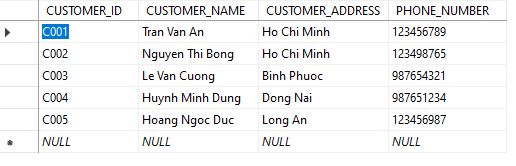 CUSTOMER_ID CUSTOMER_NAME CUSTOMER_ADDRESS PHONE_NUMBER
C001 Tran Van An Ho Chi Minh 123456789
C002 Nguyen Thi Bong Ho Chi Minh 123498765
C003 Le Van Cuong Binh Phuoc 987654321
C004 Huynh Minh Dung Dong Nai 987651234
C005 Hoang Ngoc Duc Long An 123456987
NULL NULL NULL NULL